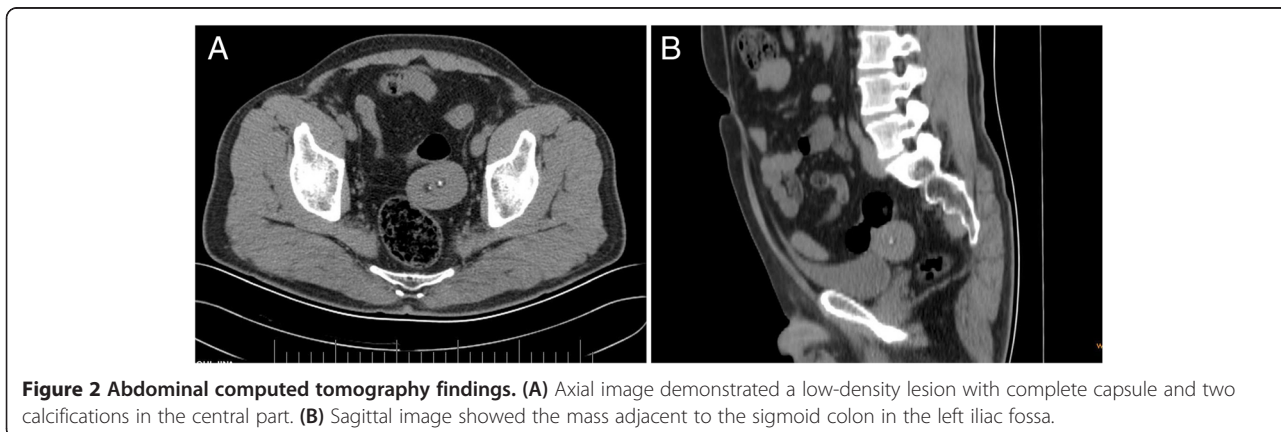 A
B
W
Figure 2 Abdominal computed tomography findings. (A) Axial image demonstrated a low-density lesion with complete capsule and two
calcifications in the central part. (B) Sagittal image showed the mass adjacent to the sigmoid colon in the left iliac fossa.